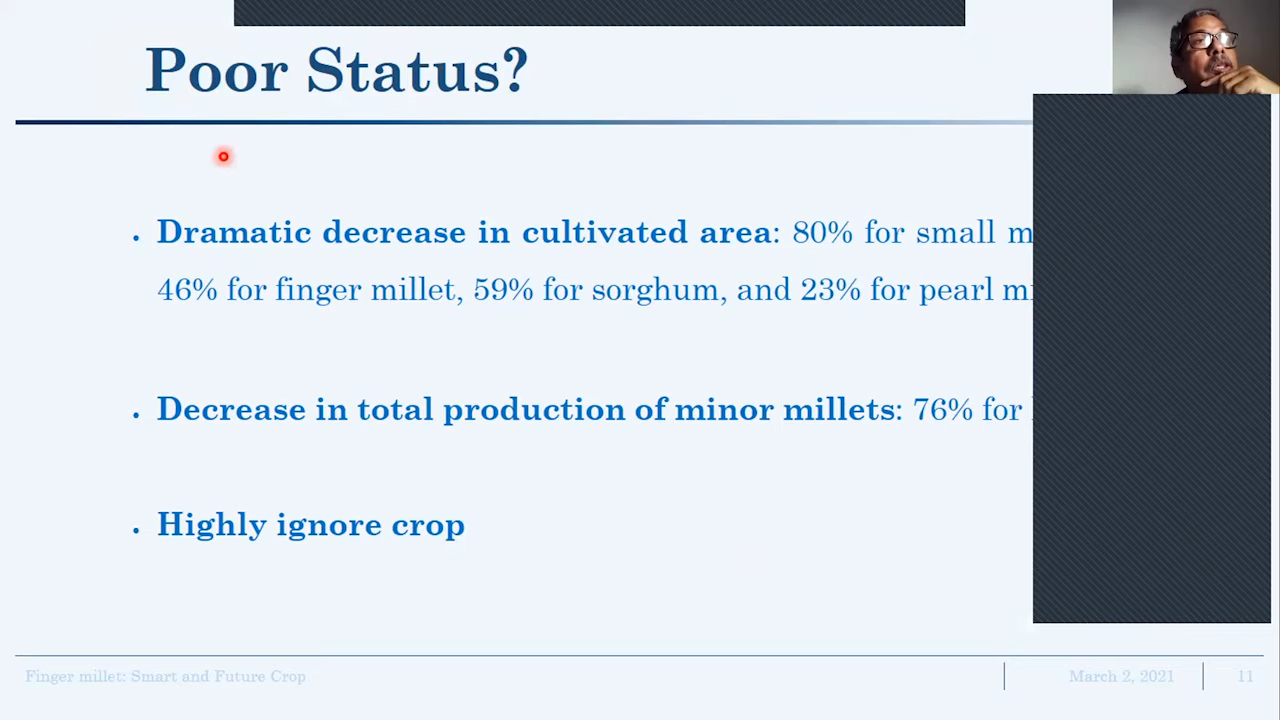 Poor Status?
• Dramatic decrease in cultivated area: 80% for small
46% for finger millet, 59% for sorghum, and 23% for pearl
• Decrease in total production of minor millets: 76% for
• Highly ignore crop
Finger millet: Smart and Future Crop
March 2, 2021
11